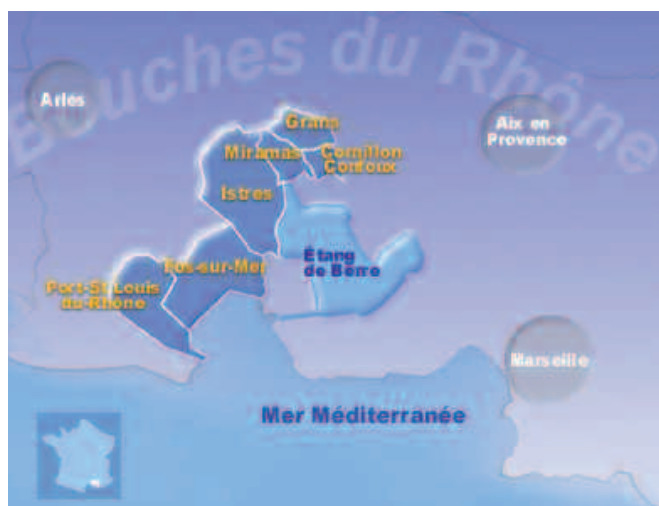 Bouches du Rhône
Arles
Aix en
Provence
Grans
Miramas
Cornillon
Confoux
Istres
Étang
de Berre
Fos-sur-Mer
Port-St Louis
du-Rhône
Marseille
Mer Méditerranée